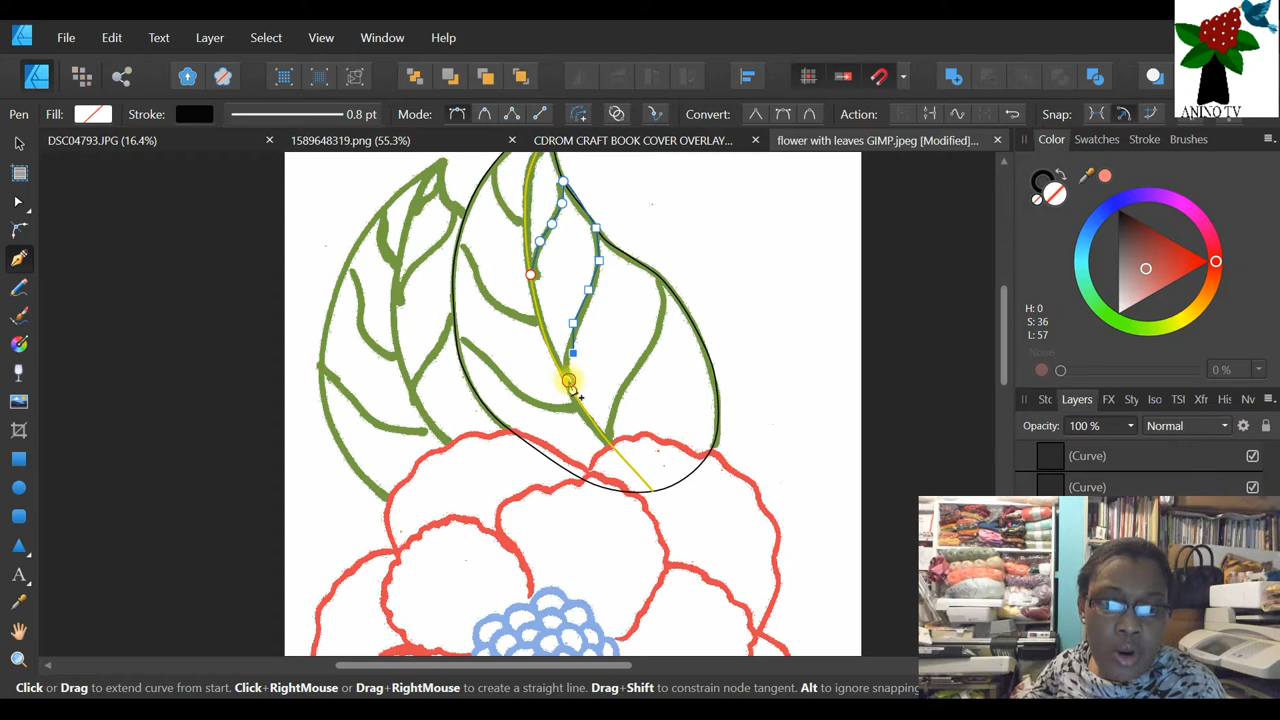 File Edit Text Layer Select View Window Help
ANINO TV
Pen Fill: Stroke: 0.8 pt Mode: Convert: Action: Snap:
DSC04793.JPG (16.4%) 1589648319.png (55.3%) CDROM CRAFT BOOK COVER OVERLAY... flower with leaves GIMP.jpeg [Modified]...
Color Swatches Stroke Brushes
H: 0
S: 36
L: 57
None
0 %
Stc Layers FX Sty Iso TSl Xfr His Nv
Opacity: 100 % Normal
(Curve)
(Curve)
A
Click or Drag to extend curve from start. Click+RightMouse or Drag+RightMouse to create a straight line. Drag+Shift to constrain node tangent. Alt to ignore snapping